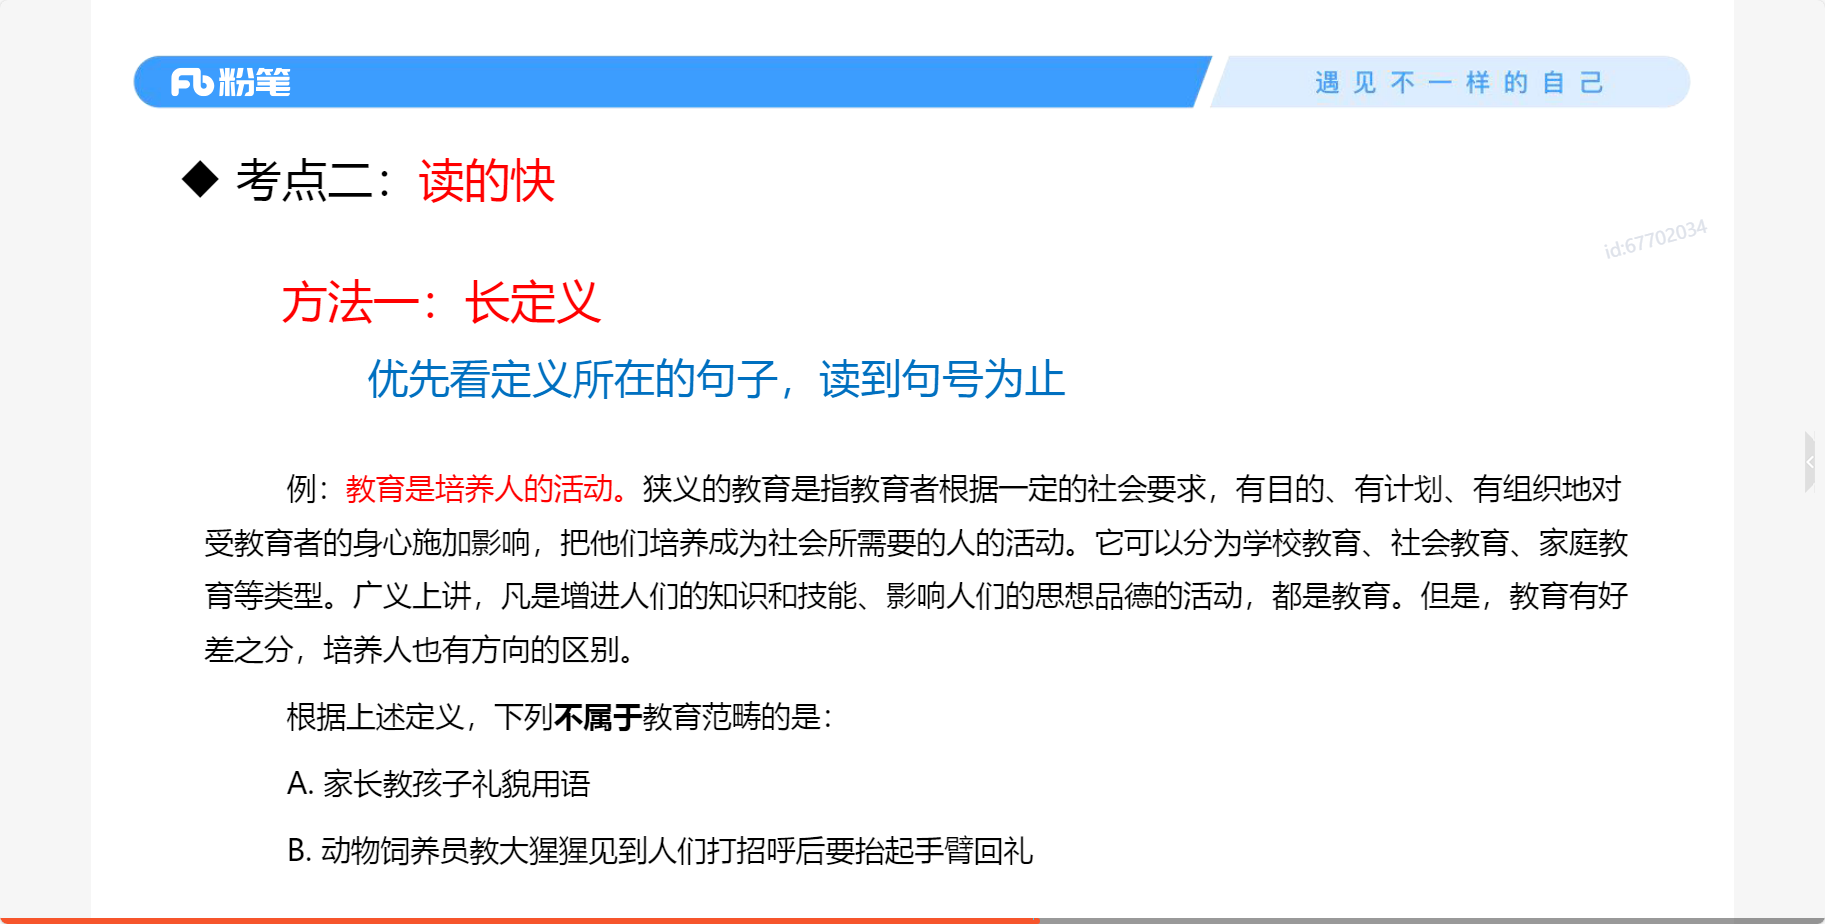 粉笔
遇见不一样的自己
◆ 考点二：读的快
id:67702034
方法一：长定义
优先看定义所在的句子，读到句号为止
例：教育是培养人的活动。狭义的教育是指教育者根据一定的社会要求，有目的、有计划、有组织地对
受教育者的身心施加影响，把他们培养成为社会所需要的人的活动。它可以分为学校教育、社会教育、家庭教
育等类型。广义上讲，凡是增进人们的知识和技能、影响人们的思想品德的活动，都是教育。但是，教育有好
差之分，培养人也有方向的区别。
根据上述定义，下列不属于教育范畴的是：
A. 家长教孩子礼貌用语
B. 动物饲养员教大猩猩见到人们打招呼后要抬起手臂回礼